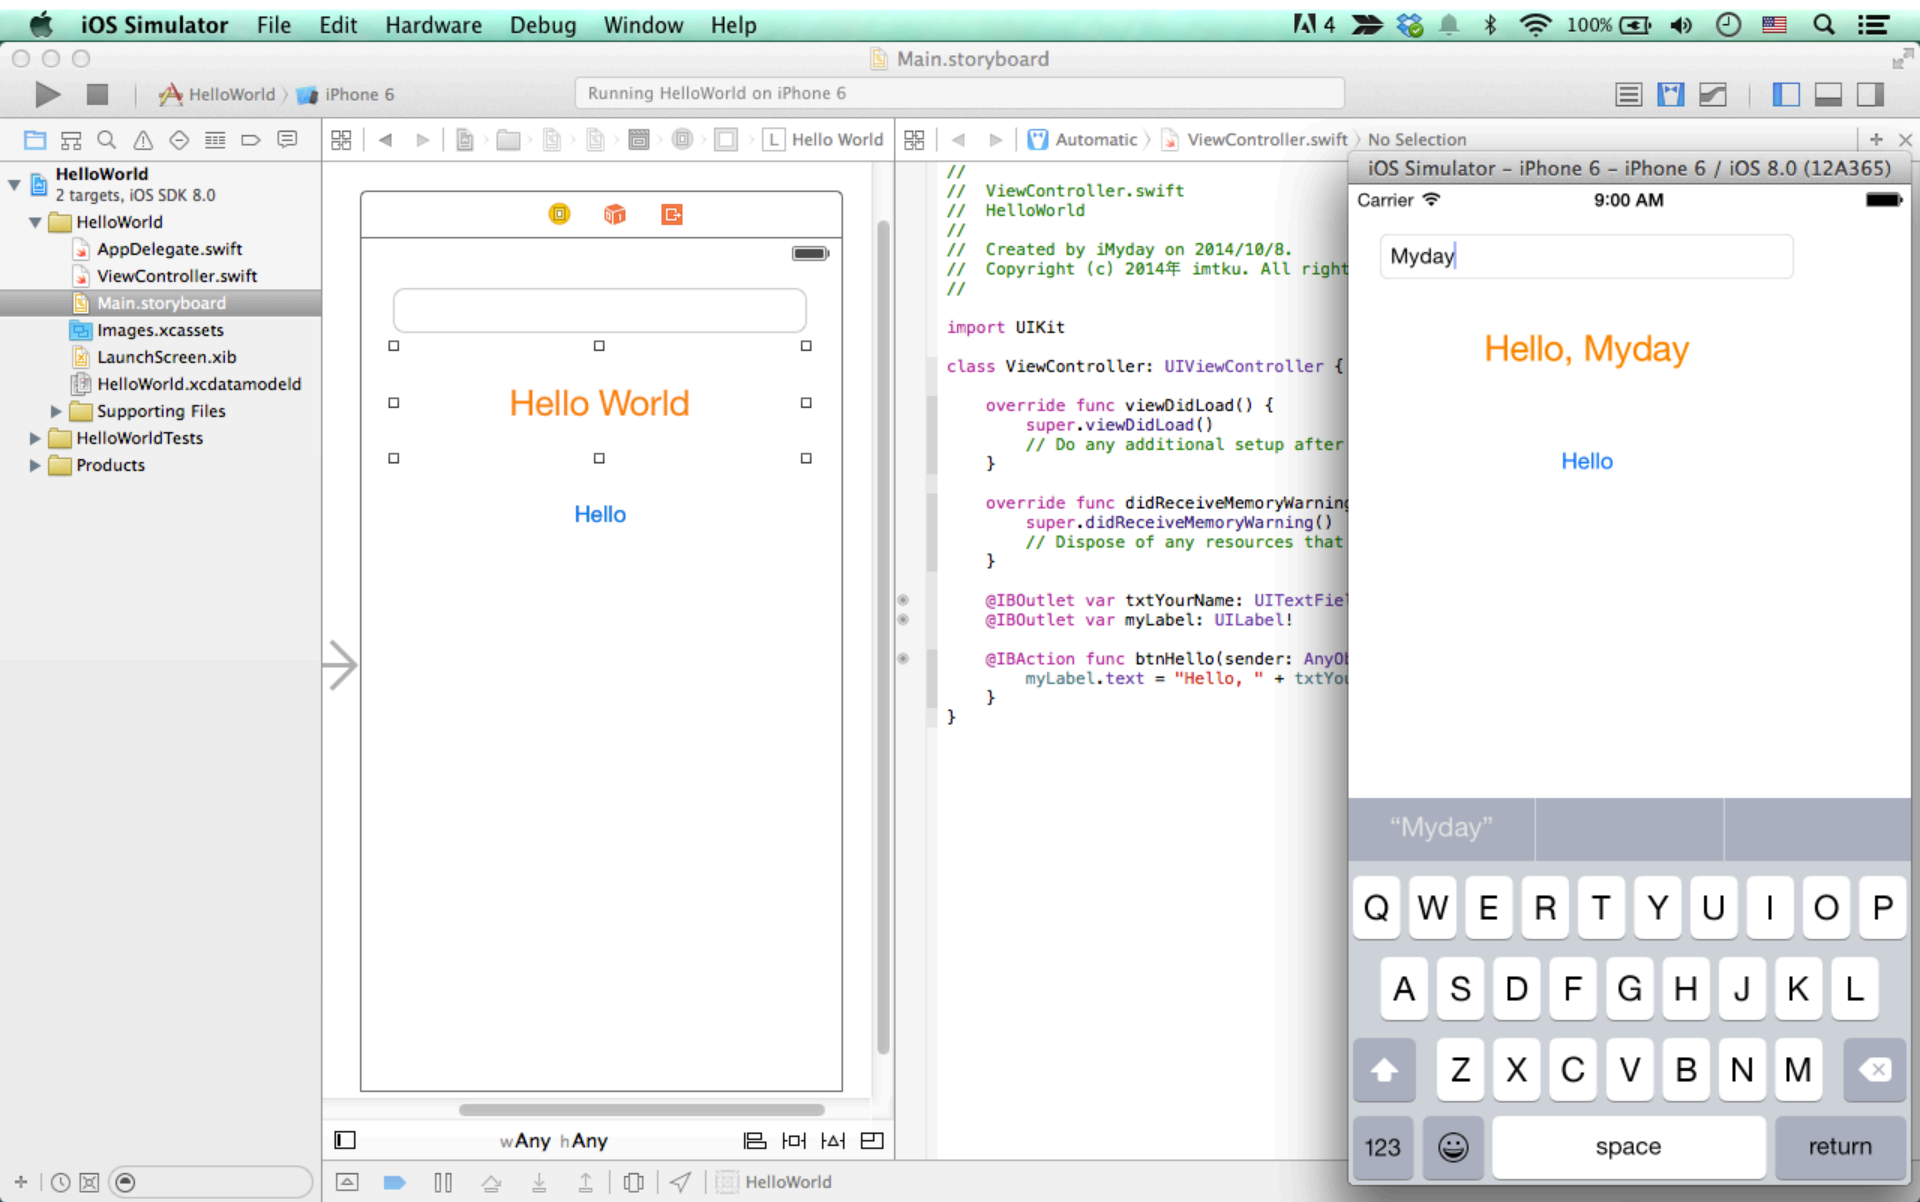 iOS Simulator File Edit Hardware Debug Window Help 4 100%
Main.storyboard
HelloWorld iPhone 6 Running HelloWorld on iPhone 6
L Hello World
Automatic ViewController.swift No Selection
HelloWorld
2 targets, iOS SDK 8.0
HelloWorld
AppDelegate.swift
ViewController.swift
Main.storyboard
Images.xcassets
LaunchScreen.xib
HelloWorld.xcdatamodeld
Supporting Files
HelloWorldTests
Products
Hello World
Hello
wAny hAny
//
// ViewController.swift
// HelloWorld
//
// Created by iMyday on 2014/10/8.
// Copyright (c) 2014年 imtku. All right
//
import UIKit
class ViewController: UIViewController {
override func viewDidLoad() {
super.viewDidLoad()
// Do any additional setup after
}
override func didReceiveMemoryWarning
super.didReceiveMemoryWarning()
// Dispose of any resources that
}
@IBOutlet var txtYourName: UITextFie
@IBOutlet var myLabel: UILabel!
@IBAction func btnHello(sender: AnyOb
myLabel.text = "Hello, " + txtYou
}
}
HelloWorld
iOS Simulator – iPhone 6 – iPhone 6 / iOS 8.0 (12A365)
Carrier 9:00 AM
Myday
Hello, Myday
Hello
“Myday”
Q W E R T Y U I O P
A S D F G H J K L
Z X C V B N M
123 space return